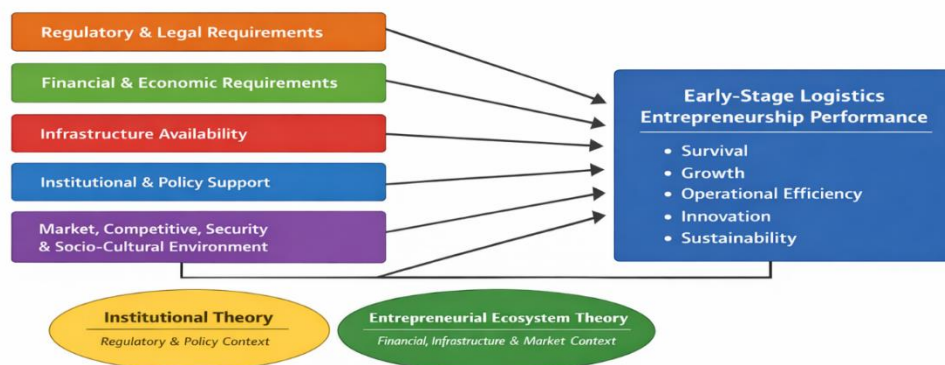 Regulatory & Legal Requirements
Financial & Economic Requirements
Infrastructure Availability
Institutional & Policy Support
Market, Competitive, Security
& Socio-Cultural Environment
Early-Stage Logistics
Entrepreneurship Performance
• Survival
• Growth
• Operational Efficiency
• Innovation
• Sustainability
Institutional Theory
Regulatory & Policy Context
Entrepreneurial Ecosystem Theory
Financial, Infrastructure & Market Context